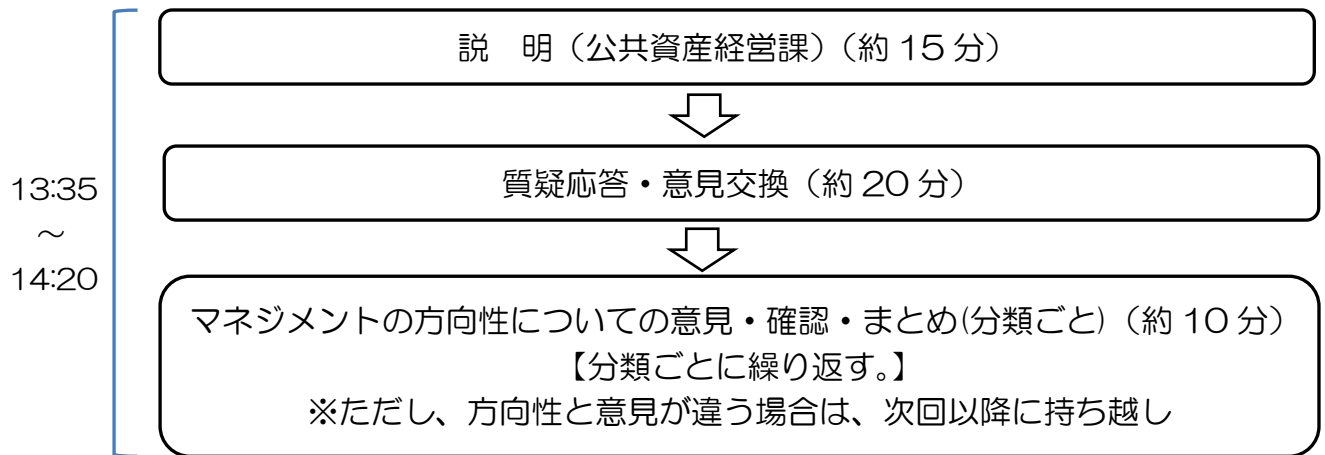 説　明（公共資産経営課）（約 15 分）
13:35
～
14:20
質疑応答・意見交換（約 20 分）
マネジメントの方向性についての意見・確認・まとめ(分類ごと)（約 10 分）
【分類ごとに繰り返す。】
※ただし、方向性と意見が違う場合は、次回以降に持ち越し